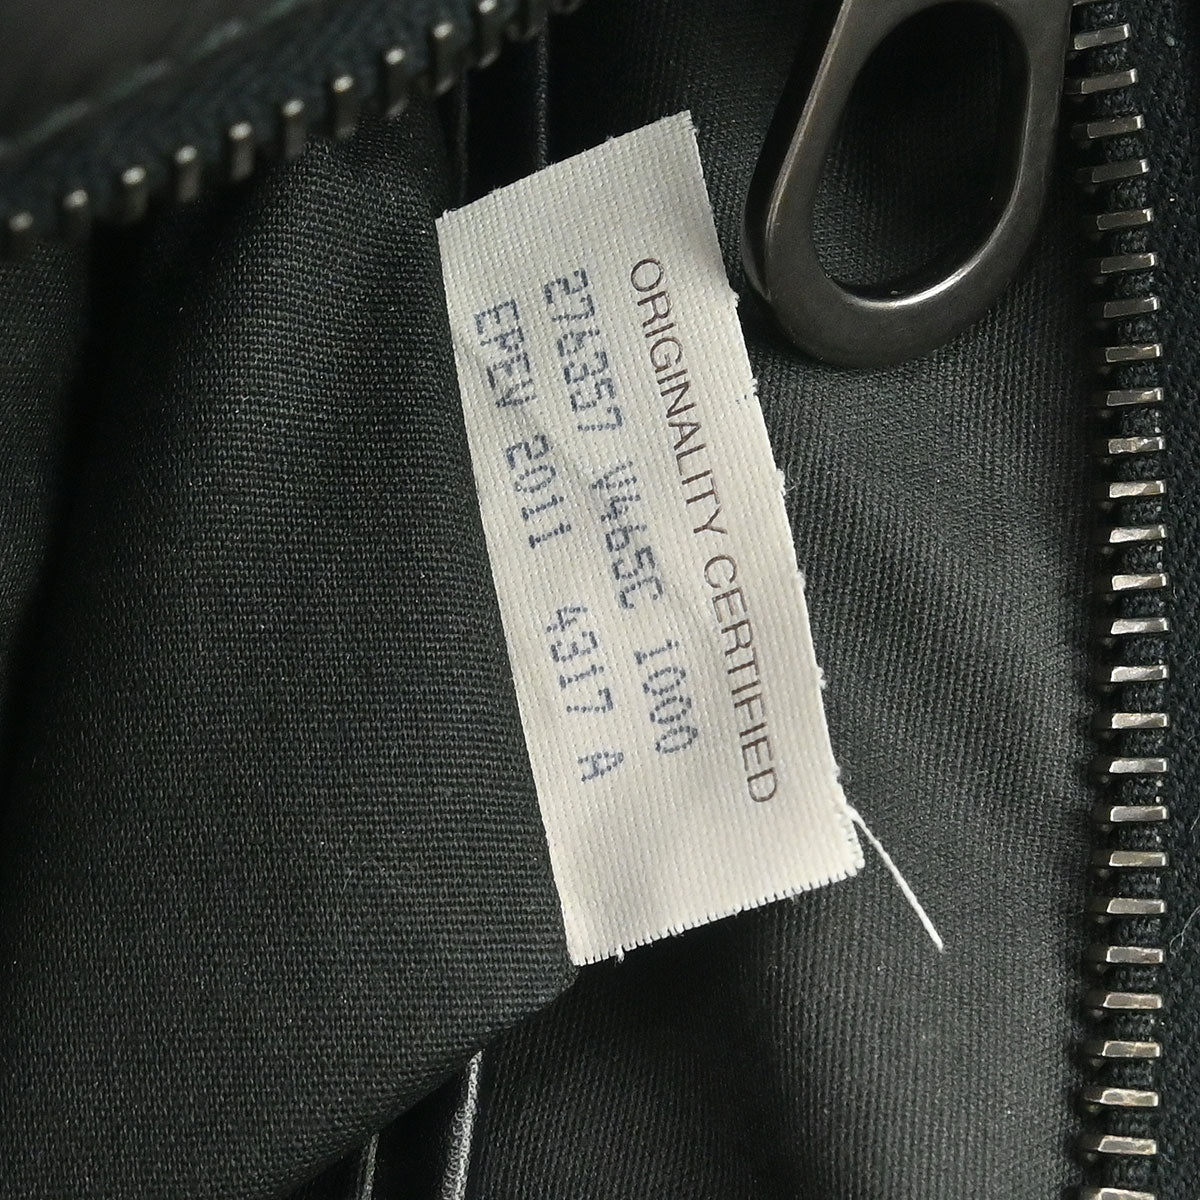 ORIGINALITY CERTIFIED
276357 V465C 1000
EPEV 2011 4317 A